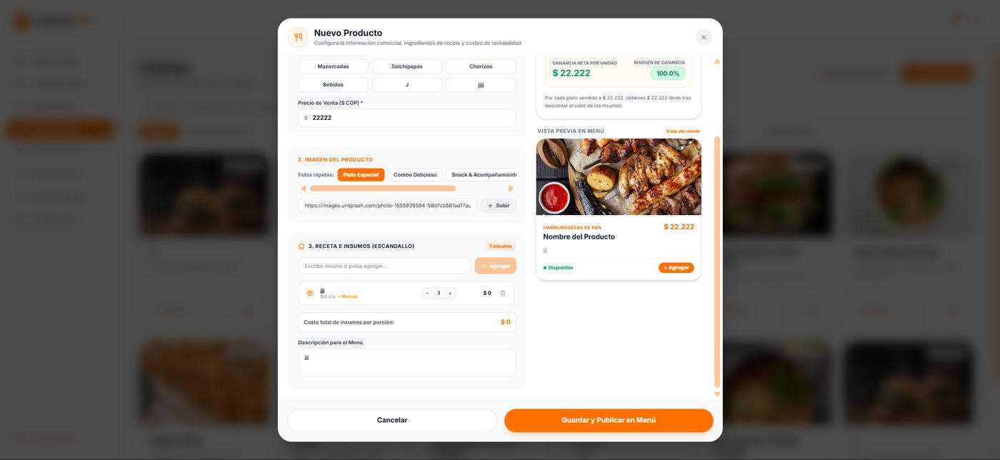 Nuevo Producto
Configura la información comercial, ingredientes de receta y costeo de rentabilidad
Mazorcadas
Salchipapas
Chorizos
Bebidas
J
jjjj
Precio de Venta ($ COP) *
$ 22222
2. IMAGEN DEL PRODUCTO
Fotos rápidas:
Plato Especial
Combo Delicioso
Snack & Acompañamiento
https://images.unsplash.com/photo-1555939594-58d7cb561ad1?au
+ Subir
3. RECETA E INSUMOS (ESCANDALLO)
1 insumo
Escribe insumo o pulsa agregar...
+ Agregar
jjj
$ 0 c/u • Manual
- 1 +
$ 0
Costo total de insumos por porción:
$ 0
Descripción para el Menú
jjj
GANANCIA NETA POR UNIDAD
MARGEN DE GANANCIA
$ 22.222
100.0%
Por cada plato vendido a $ 22.222, obtienes $ 22.222 libres tras
descontar el valor de los insumos.
VISTA PREVIA EN MENÚ
Vista del cliente
HAMBURGUESAS DE PAN
$ 22.222
Nombre del Producto
jjj
Disponible
+ Agregar
Cancelar
Guardar y Publicar en Menú